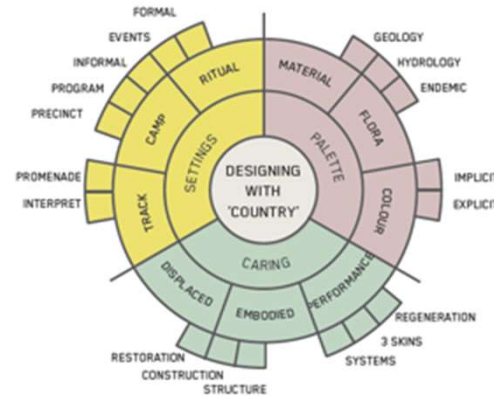 FORMAL
EVENTS
INFORMAL
PROGRAM
PRECINCT
PROMENADE
INTERPRET
RITUAL
CAMP
TRACK
SETTINGS
DESIGNING
WITH
'COUNTRY'
MATERIAL
FLORA
COLOUR
PALETTE
GEOLOGY
HYDROLOGY
ENDEMIC
IMPLICIT
EXPLICIT
CARING
DISPLACED
EMBODIED
PERFORMANCE
REGENERATION
3 SKINS
SYSTEMS
RESTORATION
CONSTRUCTION
STRUCTURE